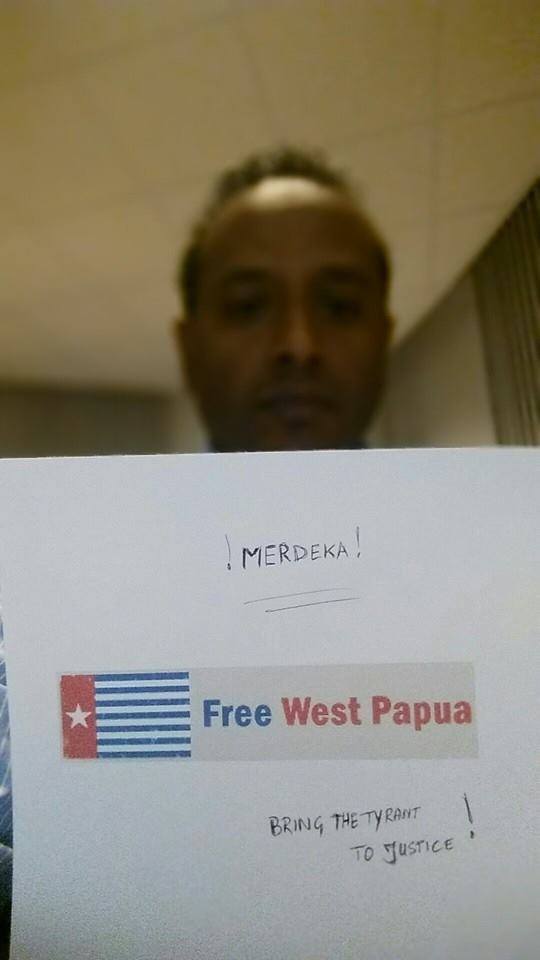 ! MERDEKA !
Free West Papua
BRING THE TYRANT
TO JUSTICE !